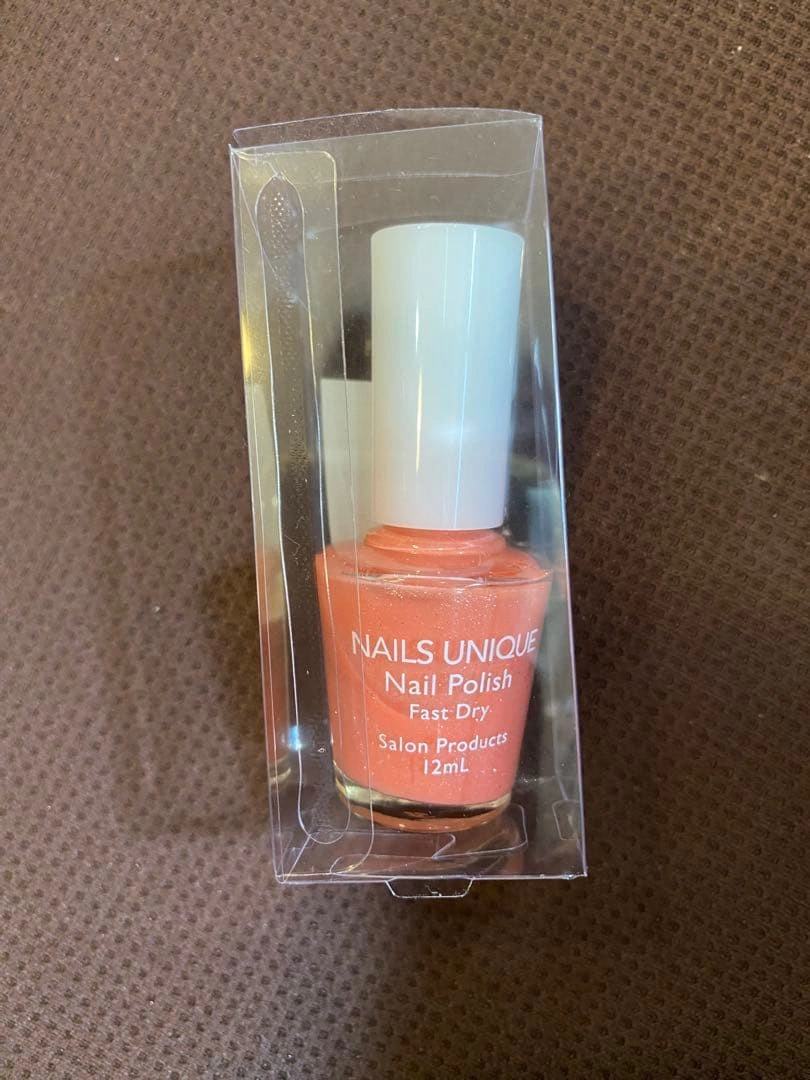 NAILS UNIQUE
Nail Polish
Fast Dry
Salon Products
12mL